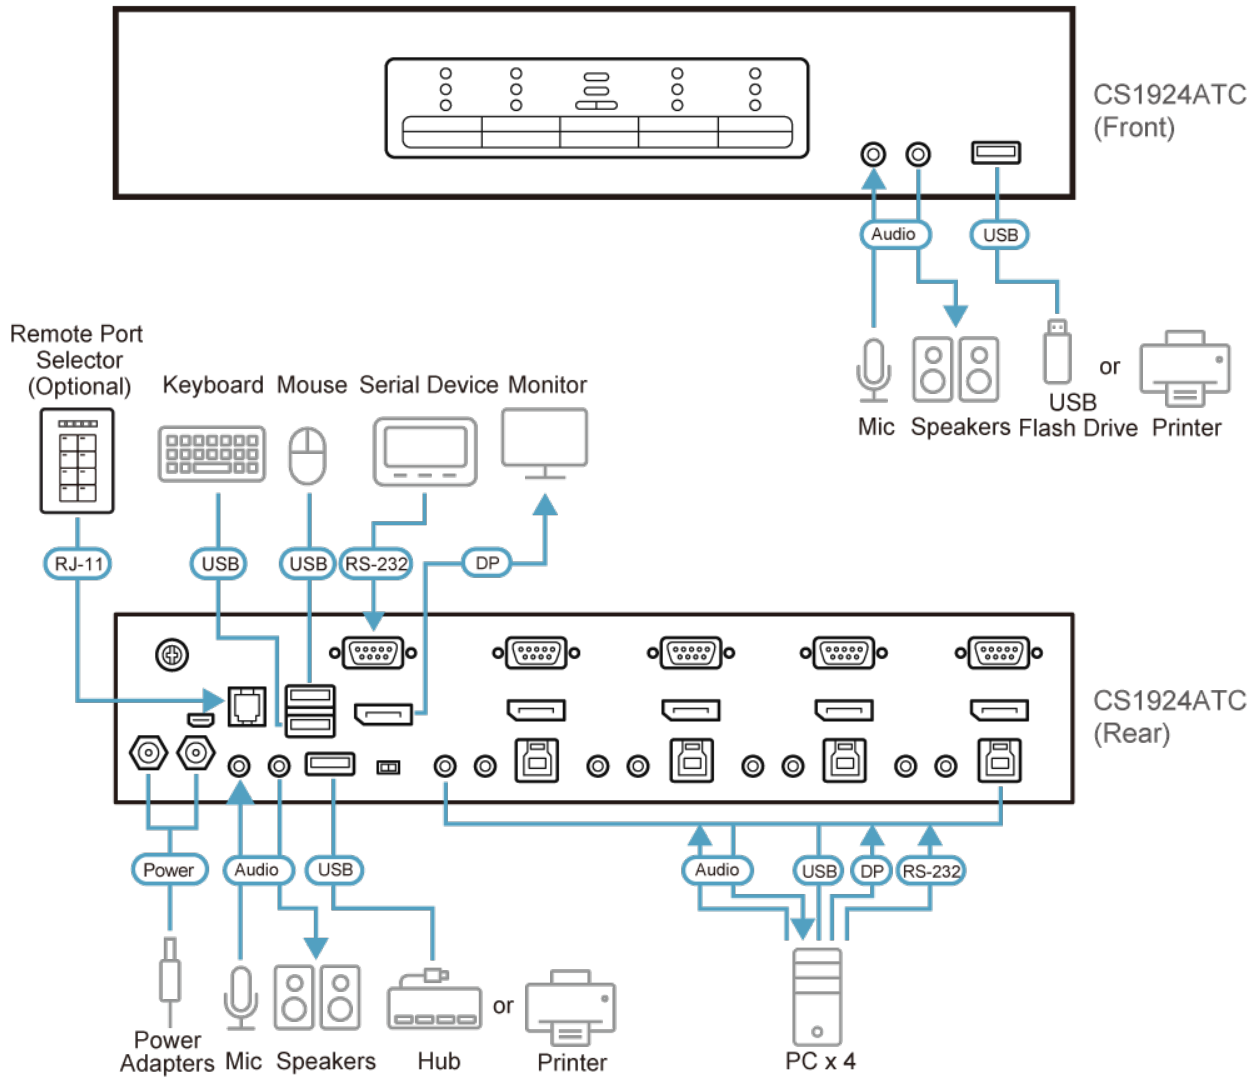 CS1924ATC
(Front)
Audio
USB
Mic
Speakers
USB
Flash Drive
or
Printer
Remote Port
Selector
(Optional)
Keyboard
Mouse
Serial Device
Monitor
RJ-11
USB
USB
RS-232
DP
CS1924ATC
(Rear)
Power
Audio
USB
Audio
USB
DP
RS-232
Power
Adapters
Mic
Speakers
Hub
or
Printer
PC x 4